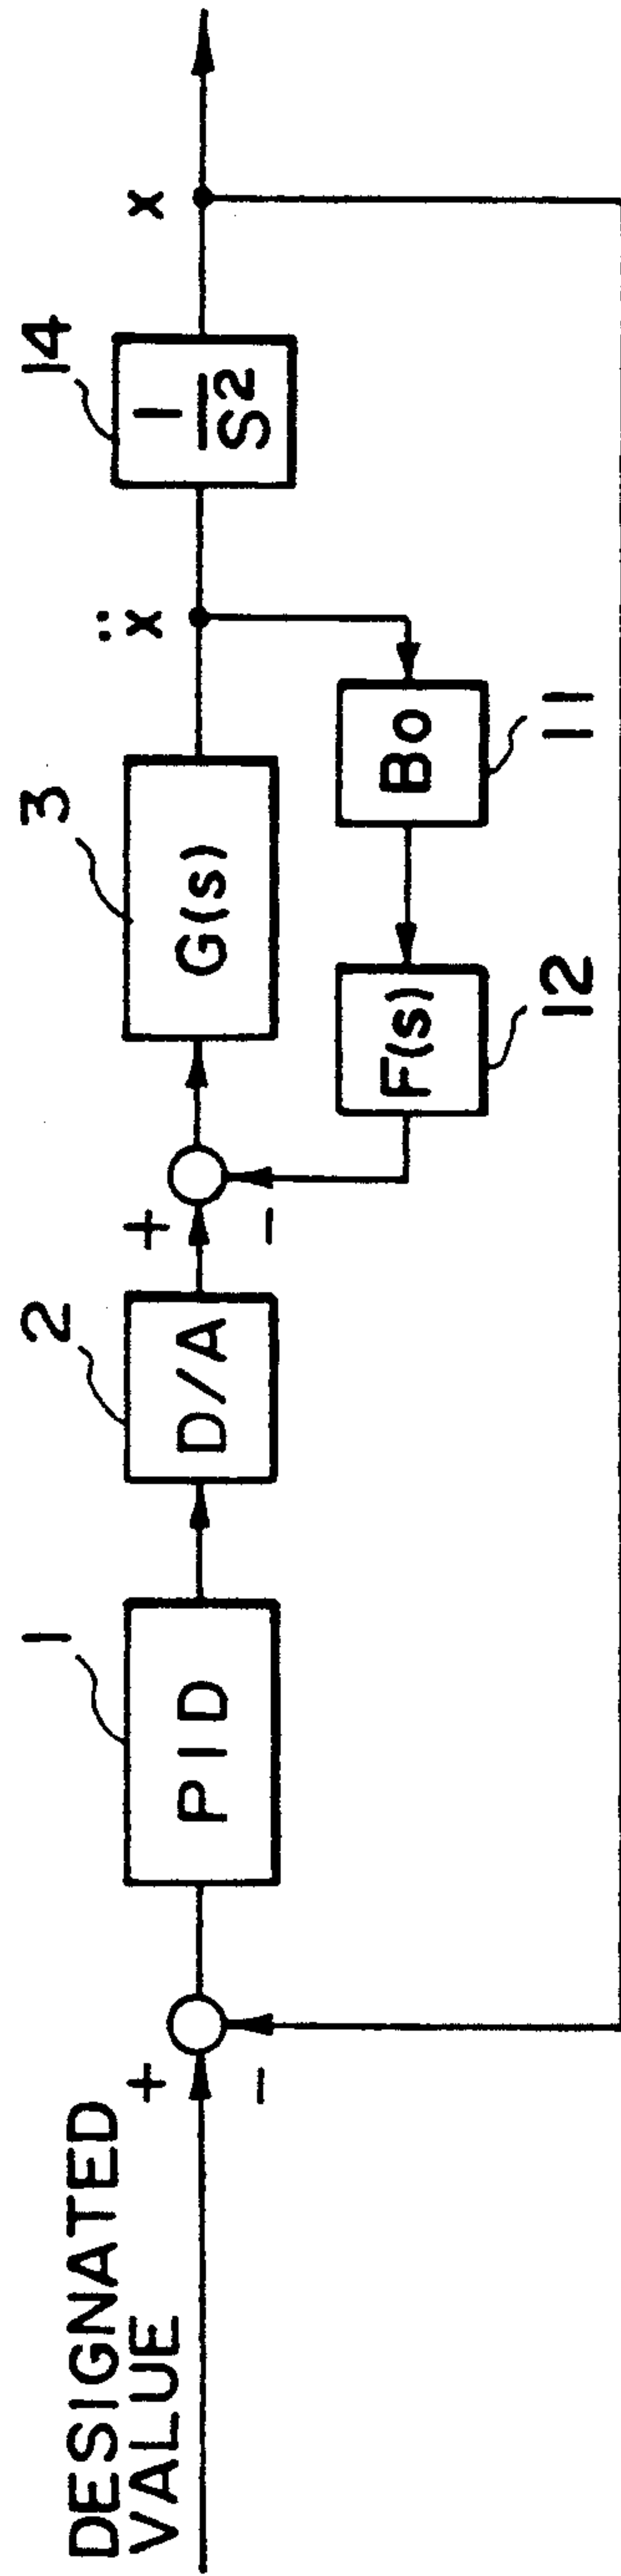 DESIGNATED
VALUE
+
-
1
PID
2
D/A
+
-
3
G(s)
ẍ
14
1
S²
x
12
F(s)
11
Bo